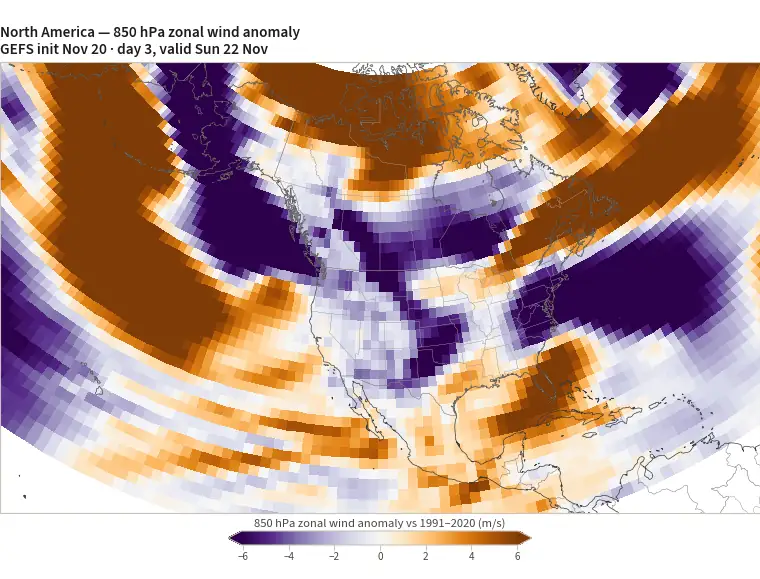 North America — 850 hPa zonal wind anomaly
GEFS init Nov 20 · day 3, valid Sun 22 Nov
850 hPa zonal wind anomaly vs 1991–2020 (m/s)
−6 −4 −2 0 2 4 6